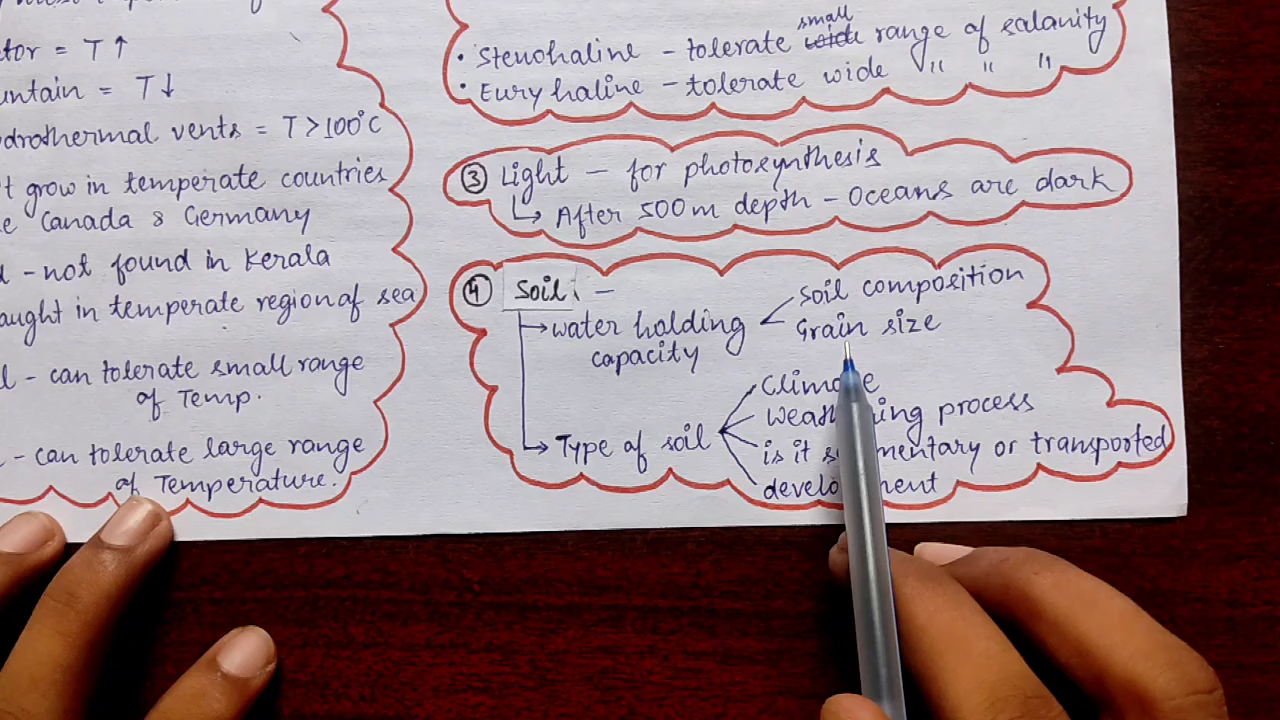 tor = T↑
untain = T↓
drothermal vents = T > 100°C
t grow in temperate countries
e Canada & Germany
- not found in Kerala
aught in temperate region of sea
l - can tolerate small range
of Temp.
- can tolerate large range
of Temperature.
small
• Stenohaline - tolerate wide range of salanity
• Euryhaline - tolerate wide " " "
③ Light - for photosynthesis
↳ After 500m depth - Oceans are dark
④ Soil: -
→ water holding capacity
Soil composition
Grain size
→ Type of soil
Climate
Weathering process
is it sedimentary or transported
development